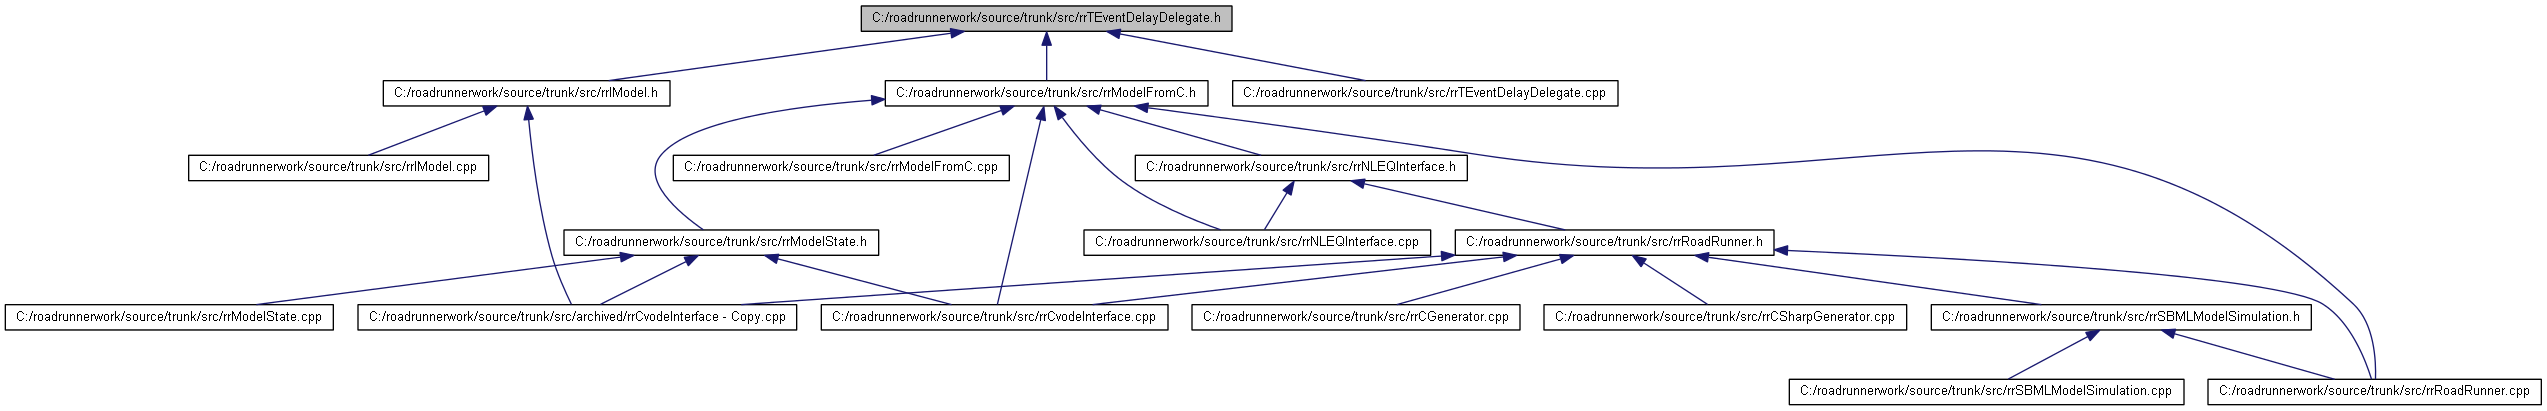 C:/roadrunnerwork/source/trunk/src/rrTEventDelayDelegate.h
C:/roadrunnerwork/source/trunk/src/rrIModel.h
C:/roadrunnerwork/source/trunk/src/rrModelFromC.h
C:/roadrunnerwork/source/trunk/src/rrTEventDelayDelegate.cpp
C:/roadrunnerwork/source/trunk/src/rrIModel.cpp
C:/roadrunnerwork/source/trunk/src/rrModelFromC.cpp
C:/roadrunnerwork/source/trunk/src/rrNLEQInterface.h
C:/roadrunnerwork/source/trunk/src/rrModelState.h
C:/roadrunnerwork/source/trunk/src/rrNLEQInterface.cpp
C:/roadrunnerwork/source/trunk/src/rrRoadRunner.h
C:/roadrunnerwork/source/trunk/src/rrModelState.cpp
C:/roadrunnerwork/source/trunk/src/archived/rrCvodeInterface - Copy.cpp
C:/roadrunnerwork/source/trunk/src/rrCvodeInterface.cpp
C:/roadrunnerwork/source/trunk/src/rrCGenerator.cpp
C:/roadrunnerwork/source/trunk/src/rrCSharpGenerator.cpp
C:/roadrunnerwork/source/trunk/src/rrSBMLModelSimulation.h
C:/roadrunnerwork/source/trunk/src/rrSBMLModelSimulation.cpp
C:/roadrunnerwork/source/trunk/src/rrRoadRunner.cpp